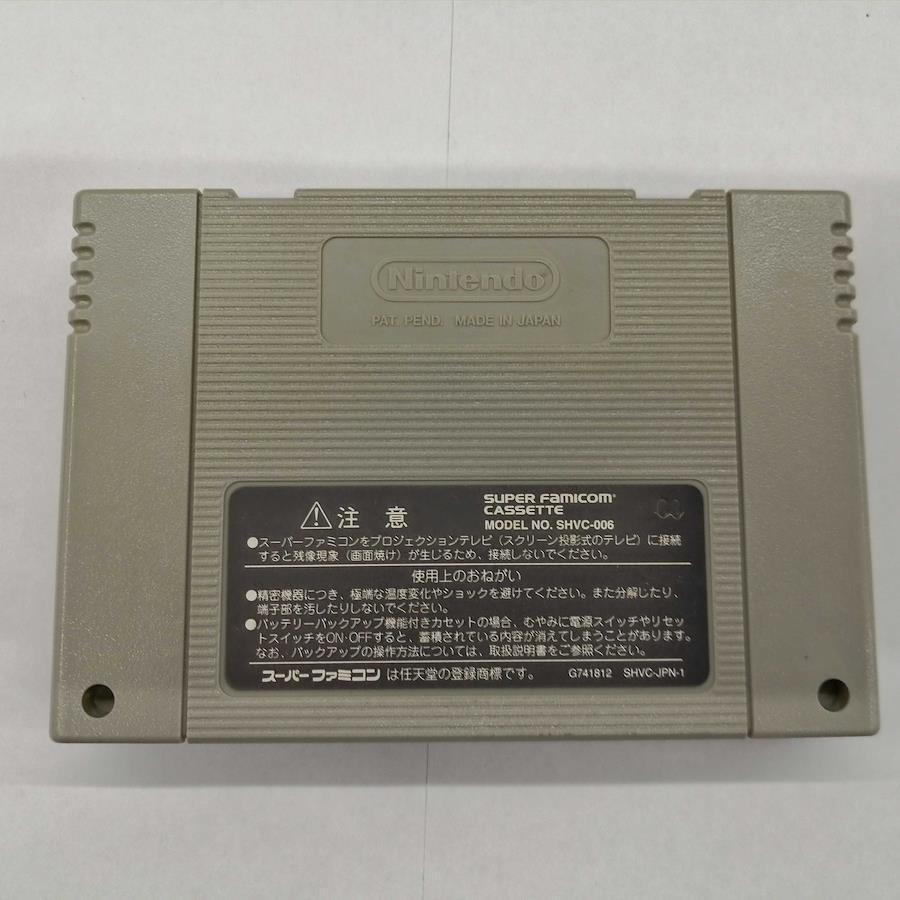 Nintendo®
PAT. PEND. MADE IN JAPAN
注意
SUPER FAMICOM®
CASSETTE
MODEL NO. SHVC-006
●スーパーファミコンをプロジェクションテレビ（スクリーン投影式のテレビ）に接続
すると残像現象（画面焼け）が生じるため、接続しないでください。
使用上のおねがい
●精密機器につき、極端な温度変化やショックを避けてください。また分解したり、
端子部を汚したりしないでください。
●バッテリーバックアップ機能付きカセットの場合、むやみに電源スイッチやリセッ
トスイッチをON・OFFすると、蓄積されている内容が消えてしまうことがあります。
なお、バックアップの操作方法については、取扱説明書をご参照ください。
スーパーファミコンは任天堂の登録商標です。
G741812 SHVC-JPN-1